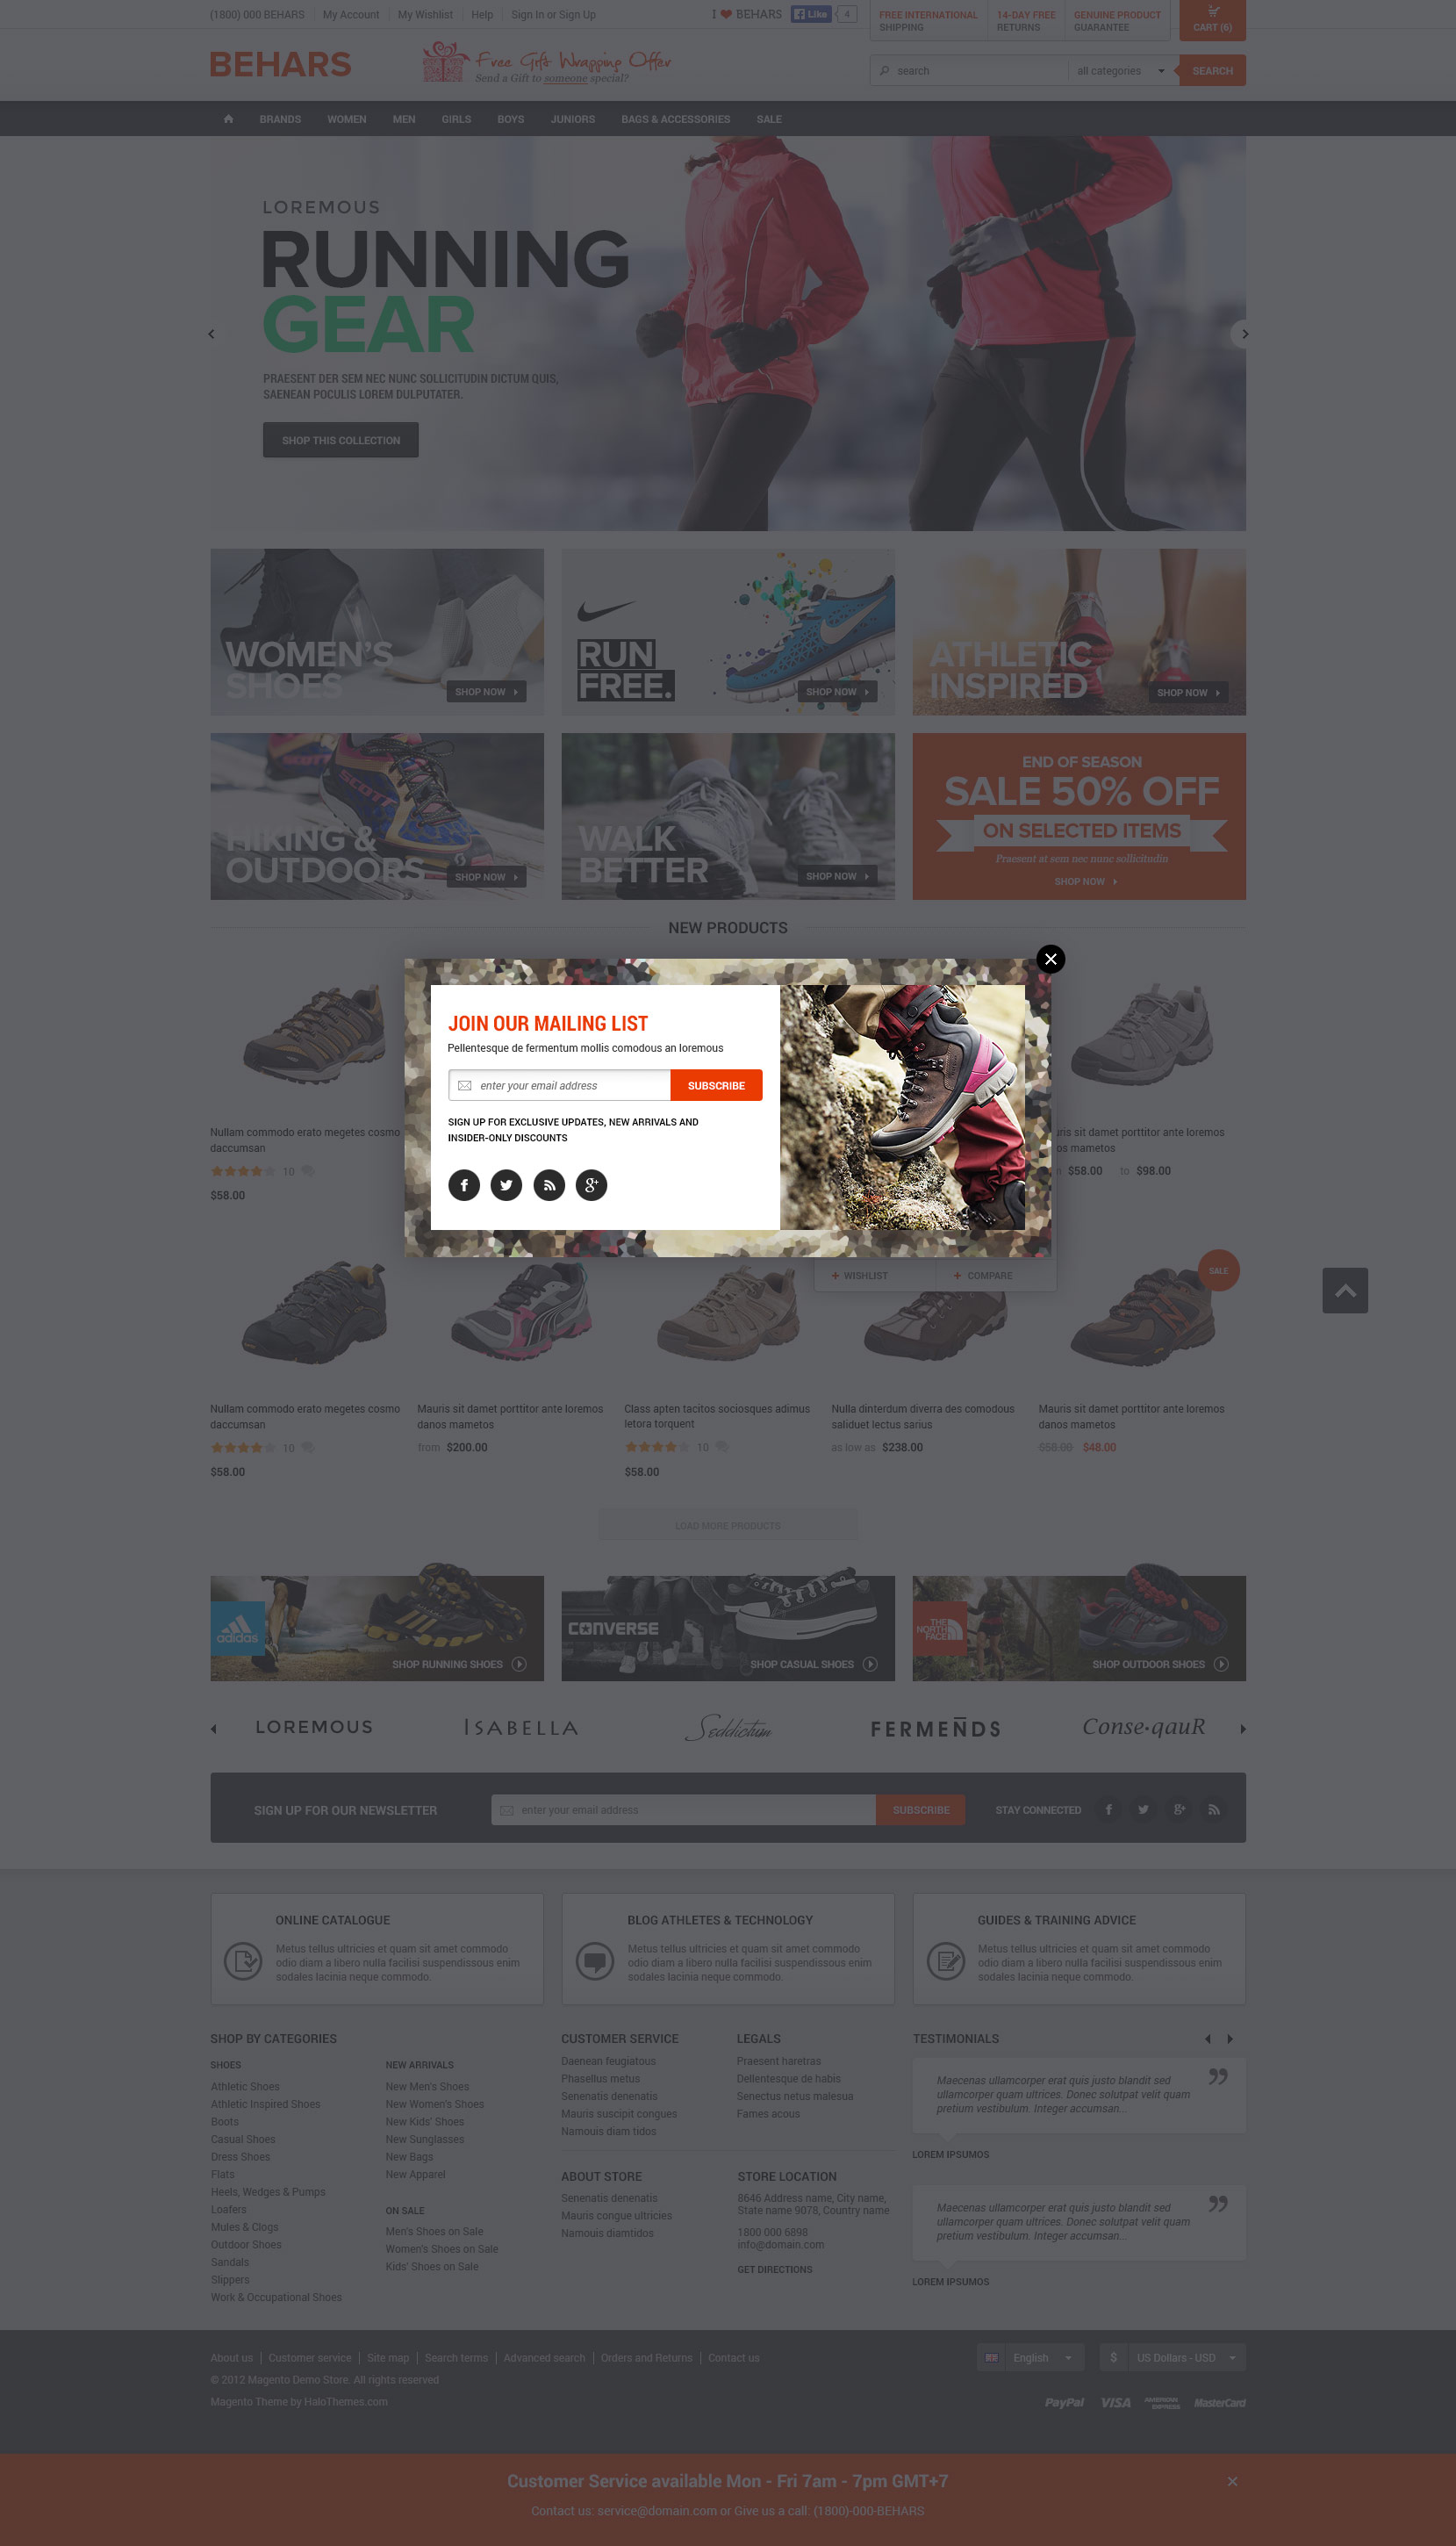 (1800) 000 BEHARS
My Account
My Wishlist
Help
Sign In or Sign Up
I BEHARS
Like
4
FREE INTERNATIONAL
SHIPPING
14-DAY FREE
RETURNS
GENUINE PRODUCT
GUARANTEE
CART (6)
BEHARS
Free Gift Wrapping Offer
Send a Gift to someone special?
search
all categories
SEARCH
BRANDS
WOMEN
MEN
GIRLS
BOYS
JUNIORS
BAGS & ACCESSORIES
SALE
LOREMOUS
RUNNING
GEAR
PRAESENT DER SEM NEC NUNC SOLLICITUDIN DICTUM QUIS,
SAENEAN POCULIS LOREM DULPUTATER.
SHOP THIS COLLECTION
WOMEN'S
SHOES
SHOP NOW
RUN
FREE.
SHOP NOW
ATHLETIC
INSPIRED
SHOP NOW
SCOTT
HIKING &
OUTDOORS
SHOP NOW
WALK
BETTER
SHOP NOW
END OF SEASON
SALE 50% OFF
ON SELECTED ITEMS
Praesent at sem nec nunc sollicitudin
SHOP NOW
NEW PRODUCTS
JOIN OUR MAILING LIST
Pellentesque de fermentum mollis comodous an loremous
enter your email address
SUBSCRIBE
SIGN UP FOR EXCLUSIVE UPDATES, NEW ARRIVALS AND
INSIDER-ONLY DISCOUNTS
Nullam commodo erato megetes cosmo
daccumsan
10
$58.00
sit damet porttitor ante loremos
mametos
$58.00 to $98.00
WISHLIST
COMPARE
SALE
Nullam commodo erato megetes cosmo
daccumsan
10
$58.00
Mauris sit damet porttitor ante loremos
danos mametos
from $200.00
Class apten tacitos sociosques adimus
letora torquent
10
$58.00
Nulla dinterdum diverra des comodous
saliduet lectus sarius
as low as $238.00
Mauris sit damet porttitor ante loremos
danos mametos
$58.00 $48.00
LOAD MORE PRODUCTS
adidas
SHOP RUNNING SHOES
CONVERSE
SHOP CASUAL SHOES
THE
NORTH
FACE
SHOP OUTDOOR SHOES
LOREMOUS
ISABELLA
Seddictum
FERMEN̄DS
Conse·qauR
SIGN UP FOR OUR NEWSLETTER
enter your email address
SUBSCRIBE
STAY CONNECTED
ONLINE CATALOGUE
Metus tellus ultricies et quam sit amet commodo
odio diam a libero nulla facilisi suspendissous enim
sodales lacinia neque commodo.
BLOG ATHLETES & TECHNOLOGY
Metus tellus ultricies et quam sit amet commodo
odio diam a libero nulla facilisi suspendissous enim
sodales lacinia neque commodo.
GUIDES & TRAINING ADVICE
Metus tellus ultricies et quam sit amet commodo
odio diam a libero nulla facilisi suspendissous enim
sodales lacinia neque commodo.
SHOP BY CATEGORIES
SHOES
Athletic Shoes
Athletic Inspired Shoes
Boots
Casual Shoes
Dress Shoes
Flats
Heels, Wedges & Pumps
Loafers
Mules & Clogs
Outdoor Shoes
Sandals
Slippers
Work & Occupational Shoes
NEW ARRIVALS
New Men's Shoes
New Women's Shoes
New Kids' Shoes
New Sunglasses
New Bags
New Apparel
ON SALE
Men's Shoes on Sale
Women's Shoes on Sale
Kids' Shoes on Sale
CUSTOMER SERVICE
Daenean feugiatous
Phasellus metus
Senenatis denenatis
Mauris suscipit congues
Namouis diam tidos
LEGALS
Praesent haretras
Dellentesque de habis
Senectus netus malesua
Fames acous
ABOUT STORE
Senenatis denenatis
Mauris congue ultricies
Namouis diamtidos
STORE LOCATION
8646 Address name, City name,
State name 9078, Country name.
1800 000 6898
info@domain.com
GET DIRECTIONS
TESTIMONIALS
Maecenas ullamcorper erat quis justo blandit sed
ullamcorper quam ultrices. Donec solutpat velit quam
pretium vestibulum. Integer accumsan...
LOREM IPSUMOS
Maecenas ullamcorper erat quis justo blandit sed
ullamcorper quam ultrices. Donec solutpat velit quam
pretium vestibulum. Integer accumsan...
LOREM IPSUMOS
About us
Customer service
Site map
Search terms
Advanced search
Orders and Returns
Contact us
© 2012 Magento Demo Store. All rights reserved
Magento Theme by HaloThemes.com
English
$ US Dollars - USD
PayPal
VISA
AMERICAN
EXPRESS
MasterCard
Customer Service available Mon - Fri 7am - 7pm GMT+7
Contact us: service@domain.com or Give us a call: (1800)-000-BEHARS